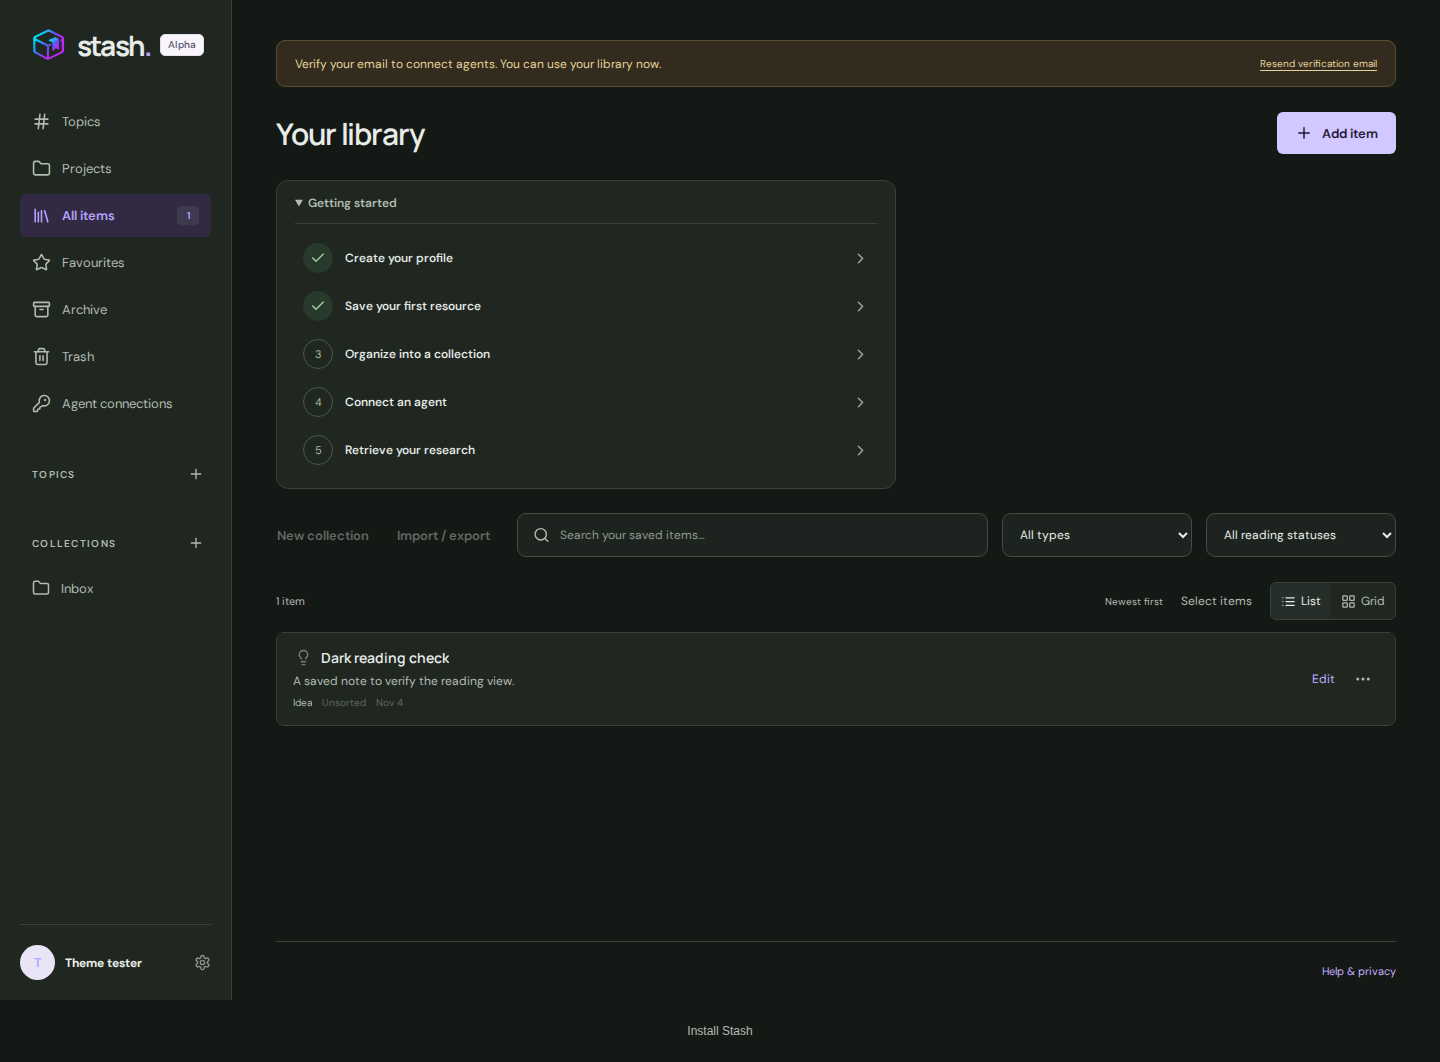 stash.
Alpha
Topics
Projects
All items 1
Favourites
Archive
Trash
Agent connections
TOPICS
COLLECTIONS
Inbox
Theme tester
T
Verify your email to connect agents. You can use your library now.
Resend verification email
Your library
Add item
Getting started
Create your profile
Save your first resource
3 Organize into a collection
4 Connect an agent
5 Retrieve your research
New collection
Import / export
Search your saved items…
All types
All reading statuses
1 item
Newest first
Select items
List
Grid
Dark reading check
A saved note to verify the reading view.
Idea Unsorted Nov 4
Edit
Help & privacy
Install Stash